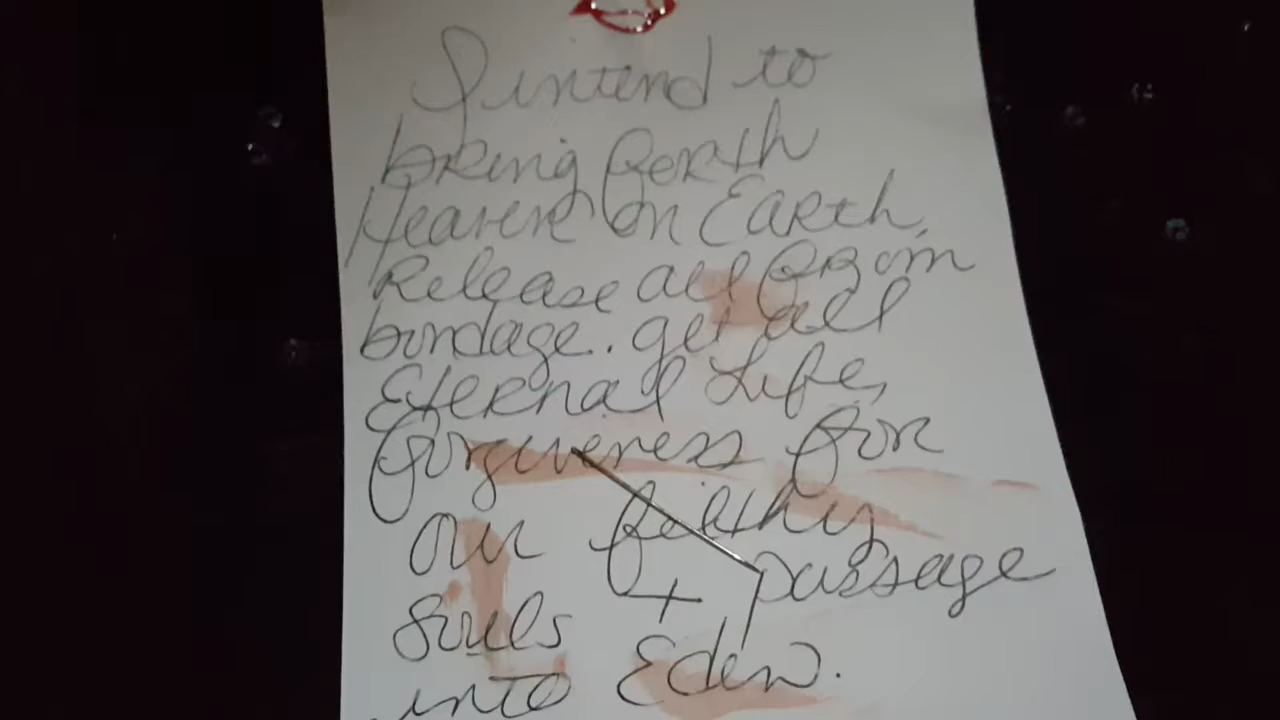 I intend to
bring forth
Heaven on Earth,
Release all from
bondage. get all
Eternal Life,
forgiveness for
our filthy
souls + passage
into Eden.